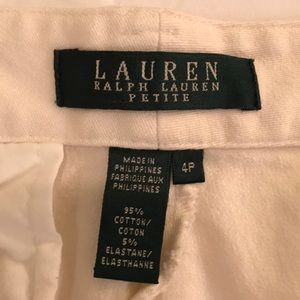 LAUREN
RALPH LAUREN
PETITE
MADE IN
PHILIPPINES
FABRIQUE AUX
PHILIPPINES
4P
95%
COTTON/
COTON
5%
ELASTANE/
ELASTHANNE